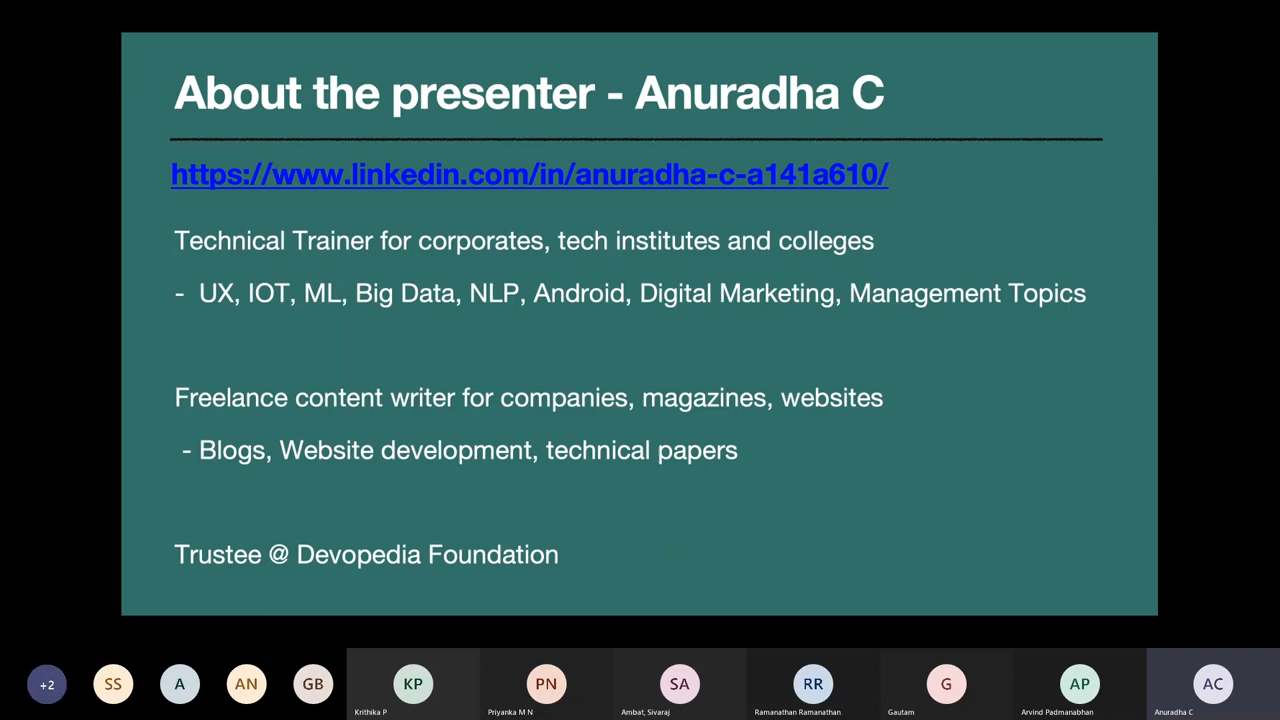 About the presenter - Anuradha C
https://www.linkedin.com/in/anuradha-c-a141a610/
Technical Trainer for corporates, tech institutes and colleges
- UX, IOT, ML, Big Data, NLP, Android, Digital Marketing, Management Topics
Freelance content writer for companies, magazines, websites
- Blogs, Website development, technical papers
Trustee @ Devopedia Foundation
+2 SS A AN GB KP PN SA RR G AP AC
Krithika P Priyanka M N Ambat, Sivaraj Ramanathan Ramanathan Gautam Arvind Padmanabhan Anuradha C